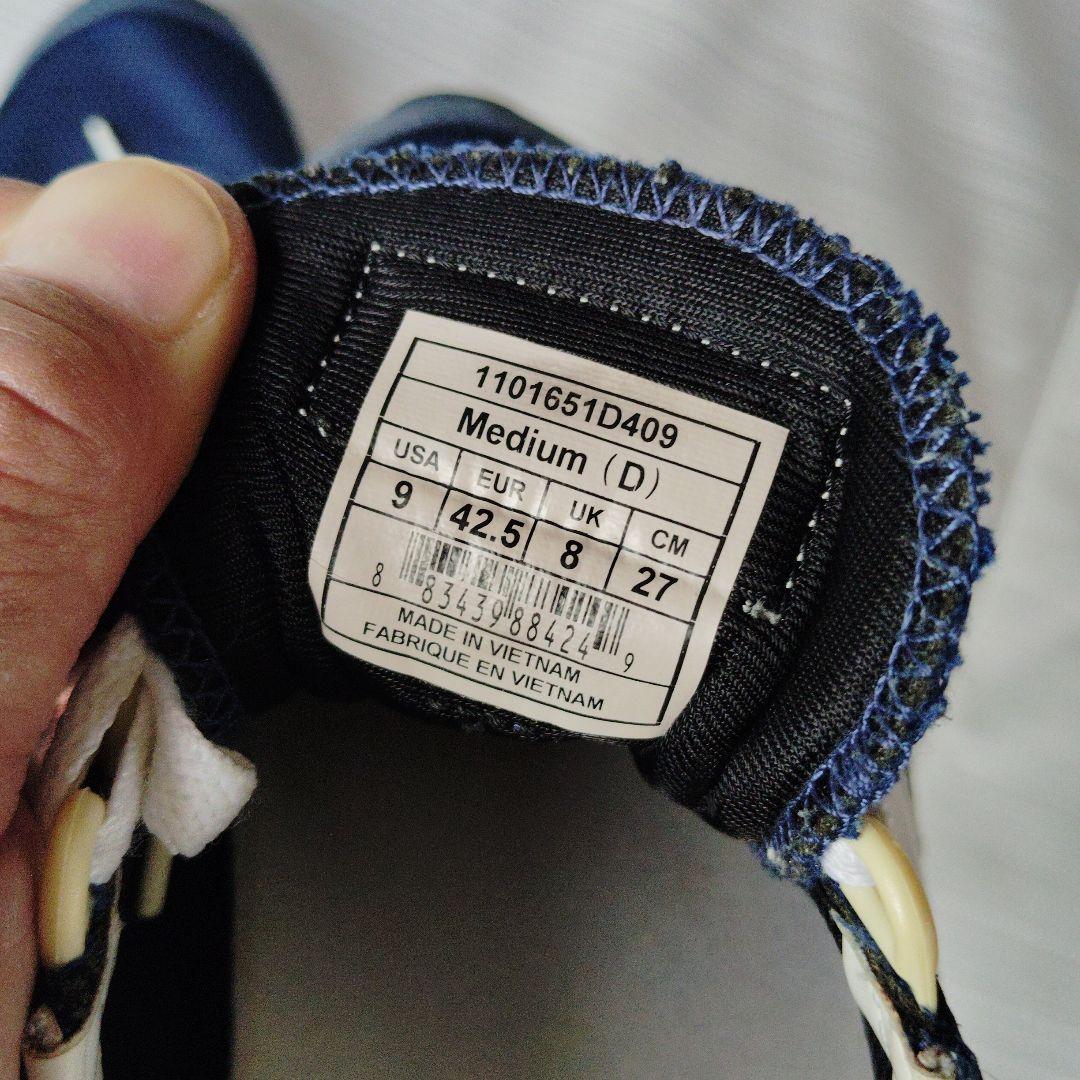 1101651D409
Medium (D)
USA EUR UK CM
9 42.5 8 27
8 83439 88424 9
MADE IN VIETNAM
FABRIQUE EN VIETNAM